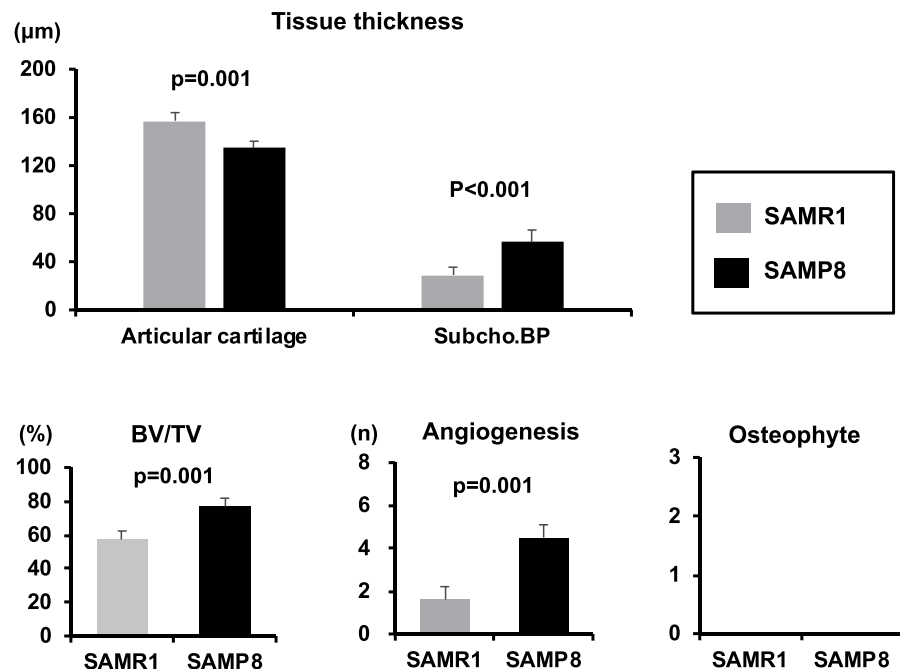 Tissue thickness
(μm)
200
160
120
80
40
0
p=0.001
P<0.001
Articular cartilage
Subcho.BP
SAMR1
SAMP8
(%)
BV/TV
100
80
60
40
20
0
p=0.001
SAMR1
SAMP8
(n)
Angiogenesis
8
6
4
2
0
p=0.001
SAMR1
SAMP8
Osteophyte
3
2
1
0
SAMR1
SAMP8